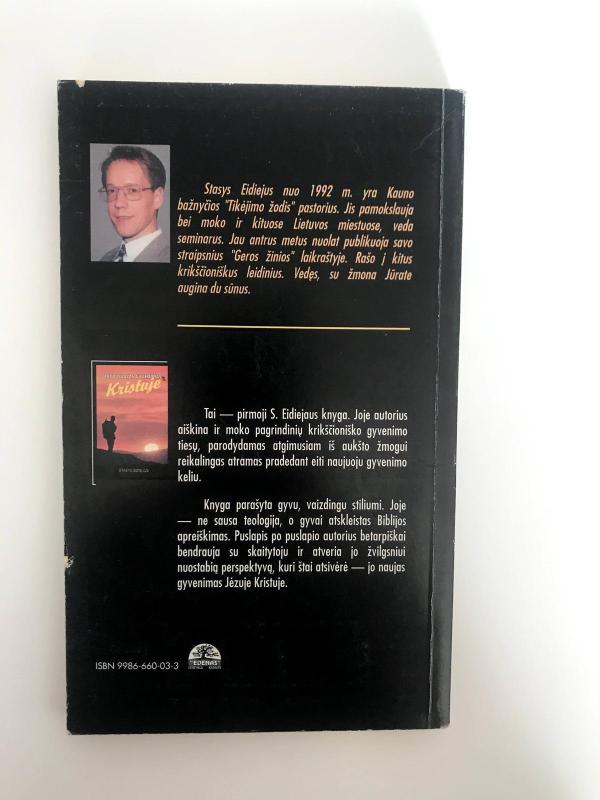 Stasys Eidiejus nuo 1992 m. yra Kauno
bažnyčios "Tikėjimo žodis" pastorius. Jis pamokslauja
bei moko ir kituose Lietuvos miestuose, veda
seminarus. Jau antrus metus nuolat publikuoja savo
straipsnius "Geros žinios" laikraštyje. Rašo į kitus
krikščioniškus leidinius. Vedęs, su žmona Jūrate
augina du sūnus.
Kristuje
Tai — pirmoji S. Eidiejaus knyga. Joje autorius
aiškina ir moko pagrindinių krikščioniško gyvenimo
tiesų, parodydamas atgimusiam iš aukšto žmogui
reikalingas atramas pradedant eiti naujuoju gyvenimo
keliu.
Knyga parašyta gyvu, vaizdingu stiliumi. Joje
— ne sausa teologija, o gyvai atskleistas Biblijos
apreiškimas. Puslapis po puslapio autorius betarpiškai
bendrauja su skaitytoju ir atveria jo žvilgsniui
nuostabią perspektyvą, kuri štai atsivėrė — jo naujas
gyvenimas Jėzuje Kristuje.
ISBN 9986-660-03-3
"EDENAS"